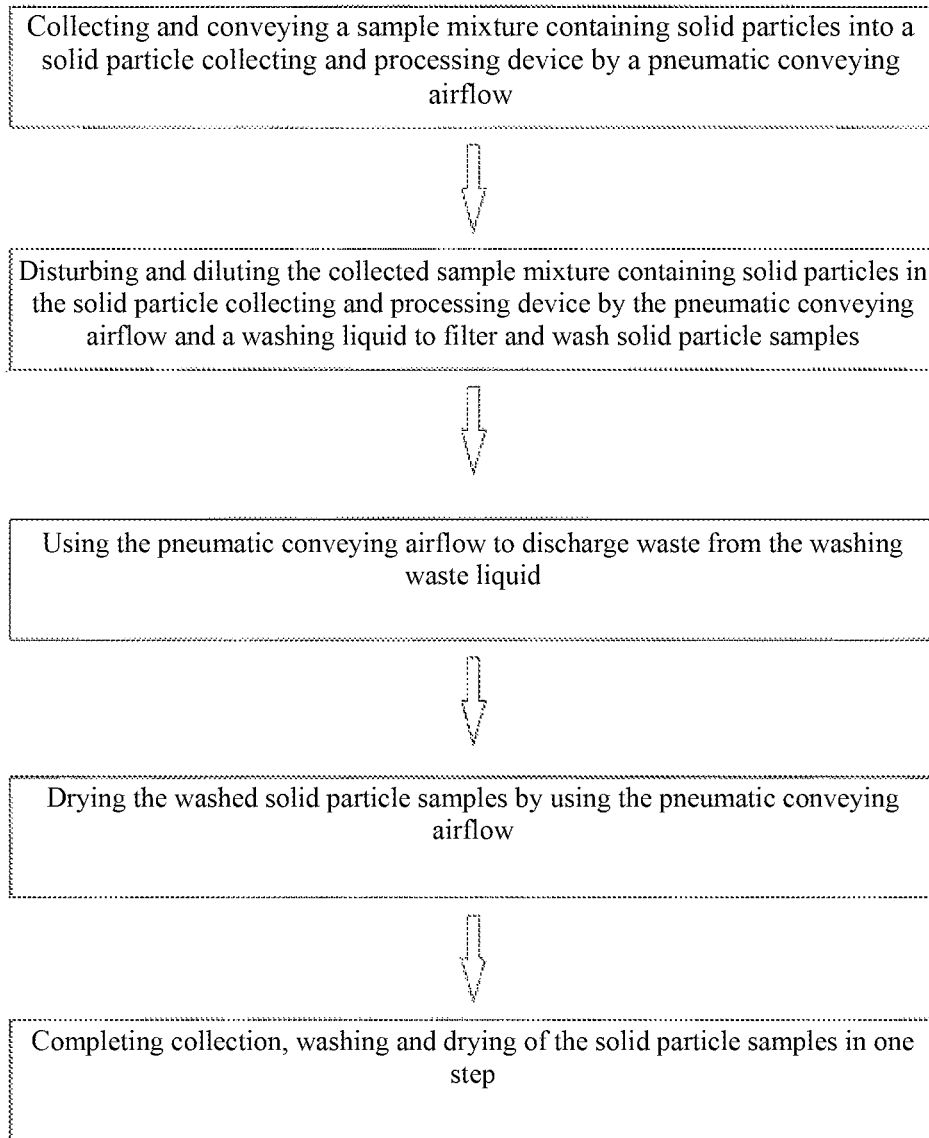 Collecting and conveying a sample mixture containing solid particles into a
solid particle collecting and processing device by a pneumatic conveying
airflow
Disturbing and diluting the collected sample mixture containing solid particles in
the solid particle collecting and processing device by the pneumatic conveying
airflow and a washing liquid to filter and wash solid particle samples
Using the pneumatic conveying airflow to discharge waste from the washing
waste liquid
Drying the washed solid particle samples by using the pneumatic conveying
airflow
Completing collection, washing and drying of the solid particle samples in one
step